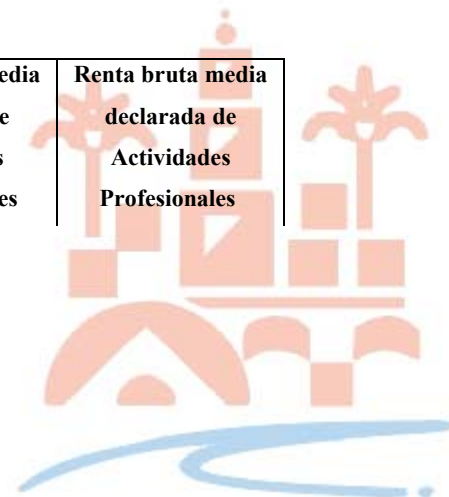 Renta bruta media
declarada de
Actividades
Profesionales